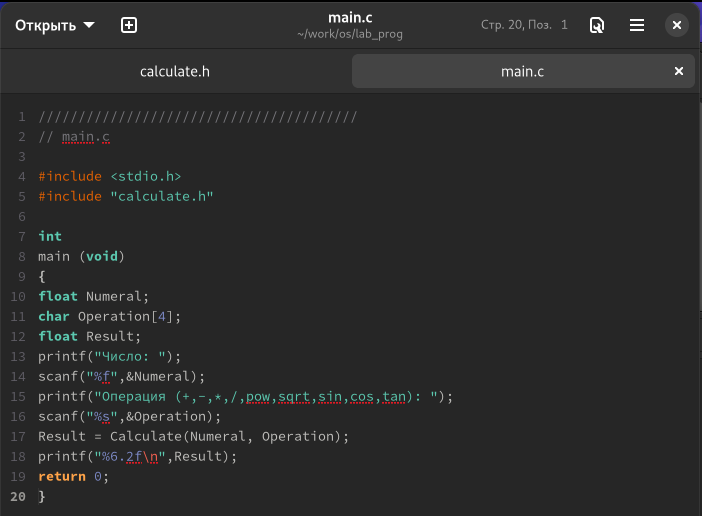 Открыть main.c Стр. 20, Поз. 1
~/work/os/lab_prog
calculate.h main.c
1 ////////////////////////////////////////
2 // main.c
3
4 #include <stdio.h>
5 #include "calculate.h"
6
7 int
8 main (void)
9 {
10 float Numeral;
11 char Operation[4];
12 float Result;
13 printf("Число: ");
14 scanf("%f",&Numeral);
15 printf("Операция (+,-,*,/,pow,sqrt,sin,cos,tan): ");
16 scanf("%s",&Operation);
17 Result = Calculate(Numeral, Operation);
18 printf("%6.2f\n",Result);
19 return 0;
20 }